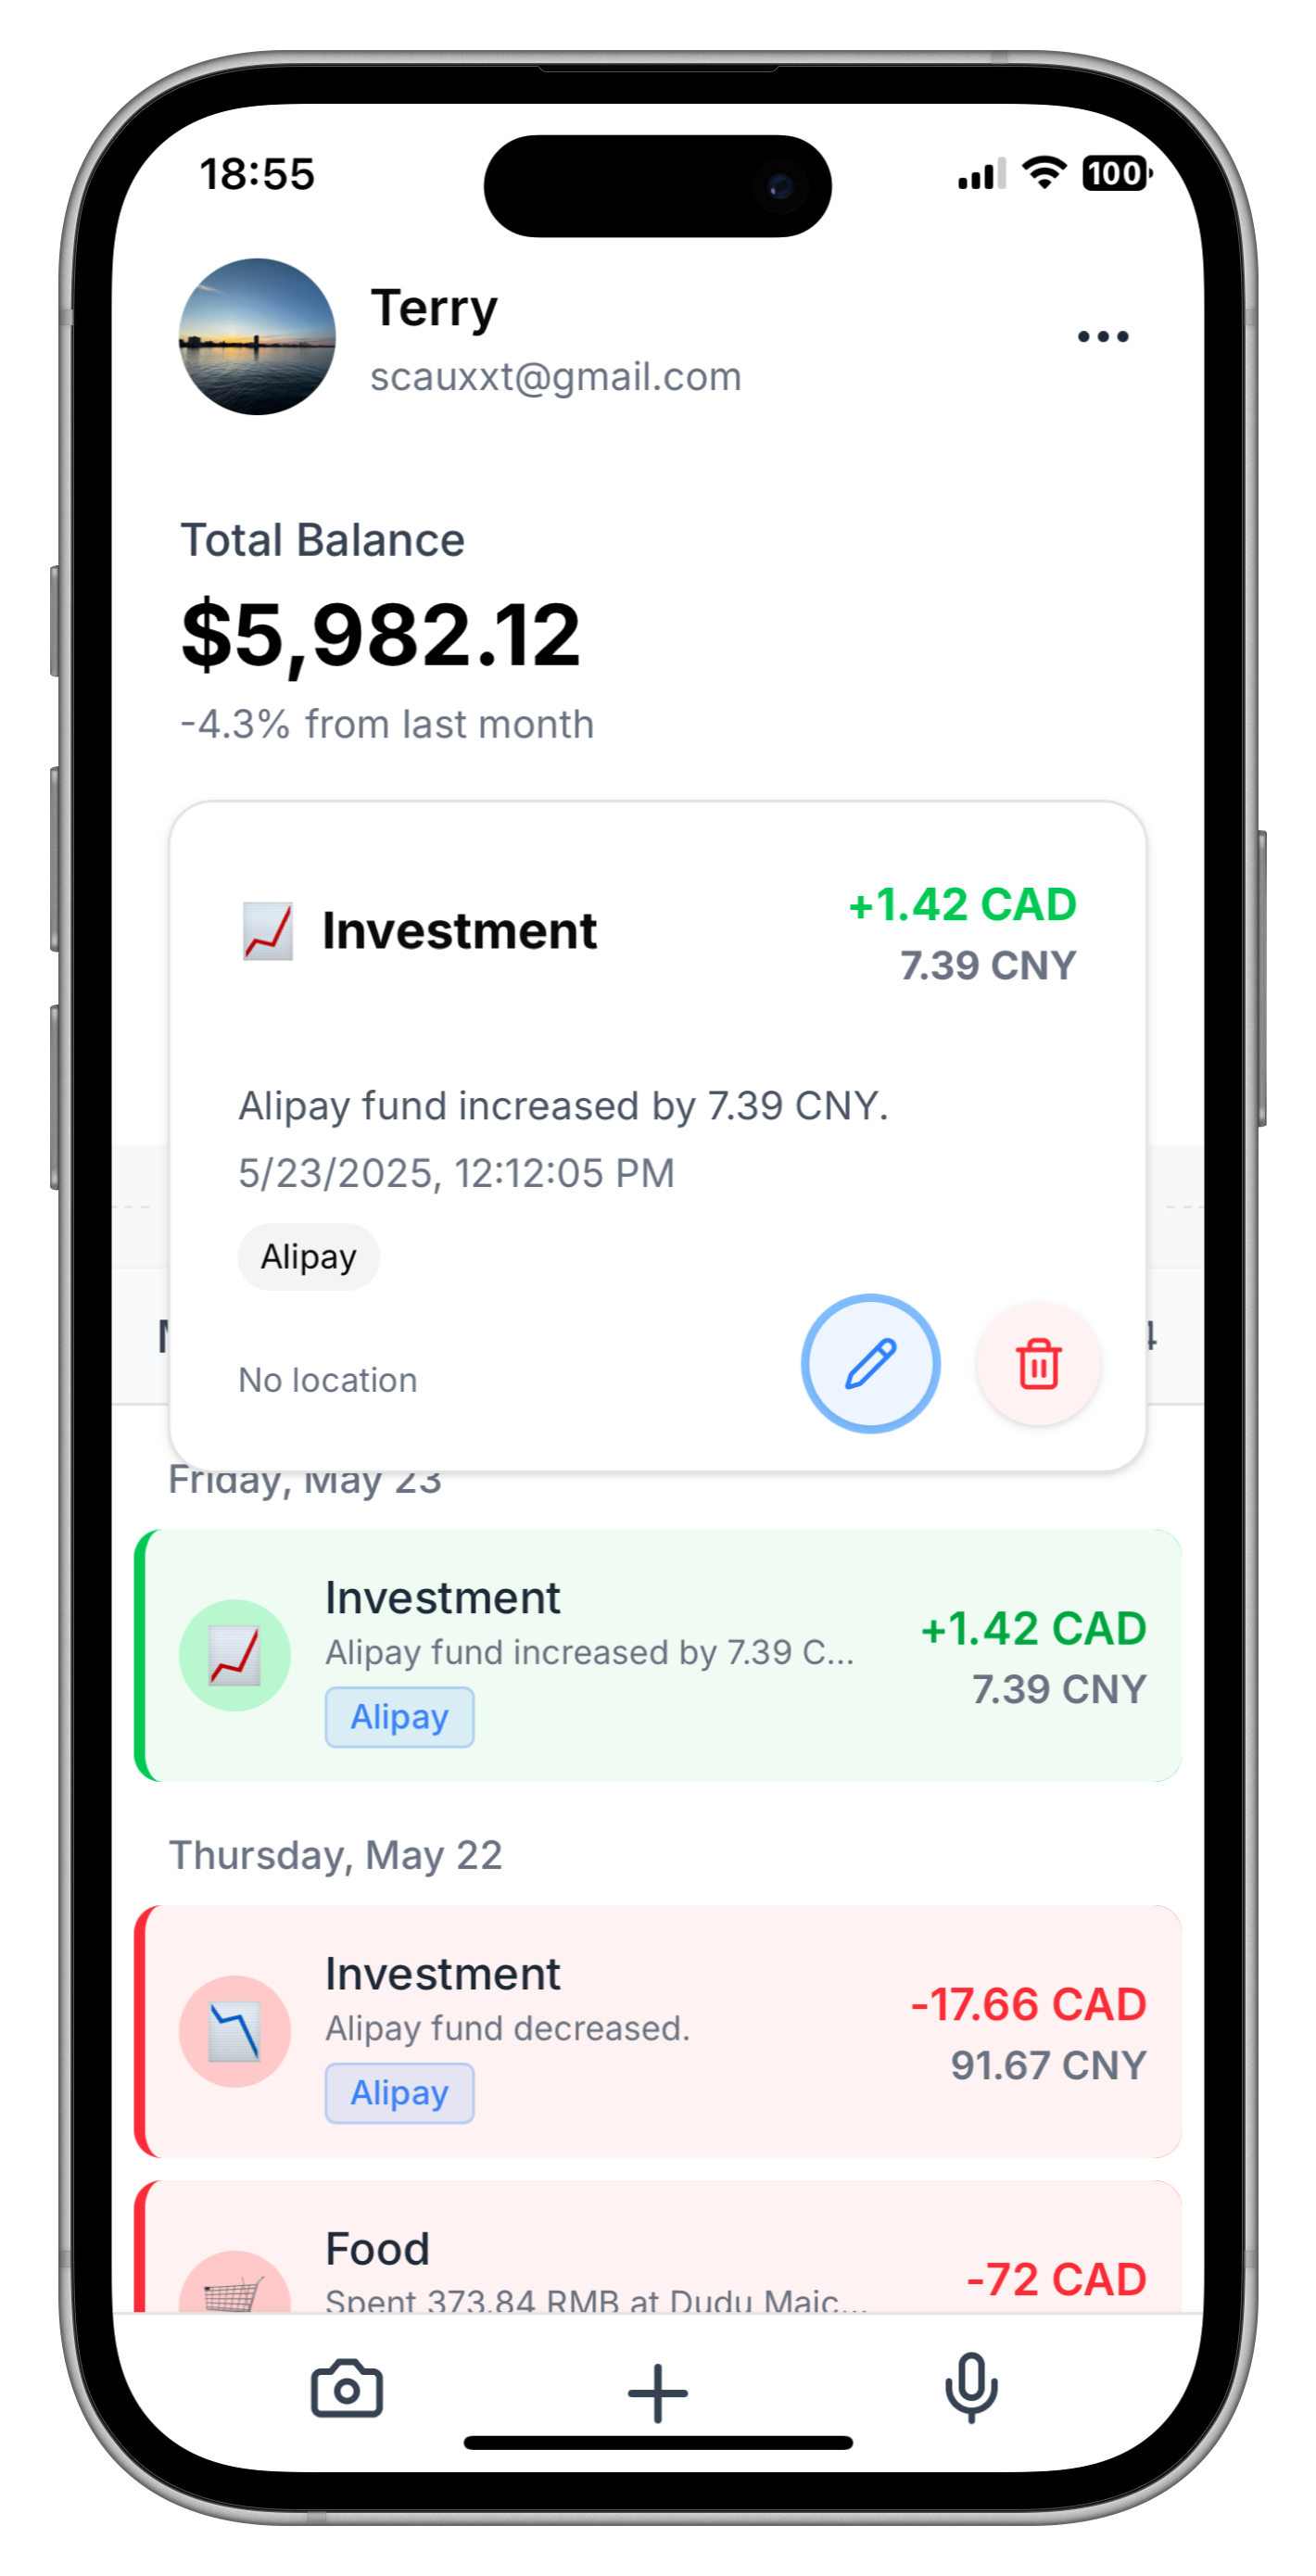 18:55
100
Terry
scauxxt@gmail.com
Total Balance
$5,982.12
-4.3% from last month
Investment
+1.42 CAD
7.39 CNY
Alipay fund increased by 7.39 CNY.
5/23/2025, 12:12:05 PM
Alipay
No location
Friday, May 23
Investment
Alipay fund increased by 7.39 C...
Alipay
+1.42 CAD
7.39 CNY
Thursday, May 22
Investment
Alipay fund decreased.
Alipay
-17.66 CAD
91.67 CNY
Food
Spent 373.84 RMB at Dudu Maic...
-72 CAD